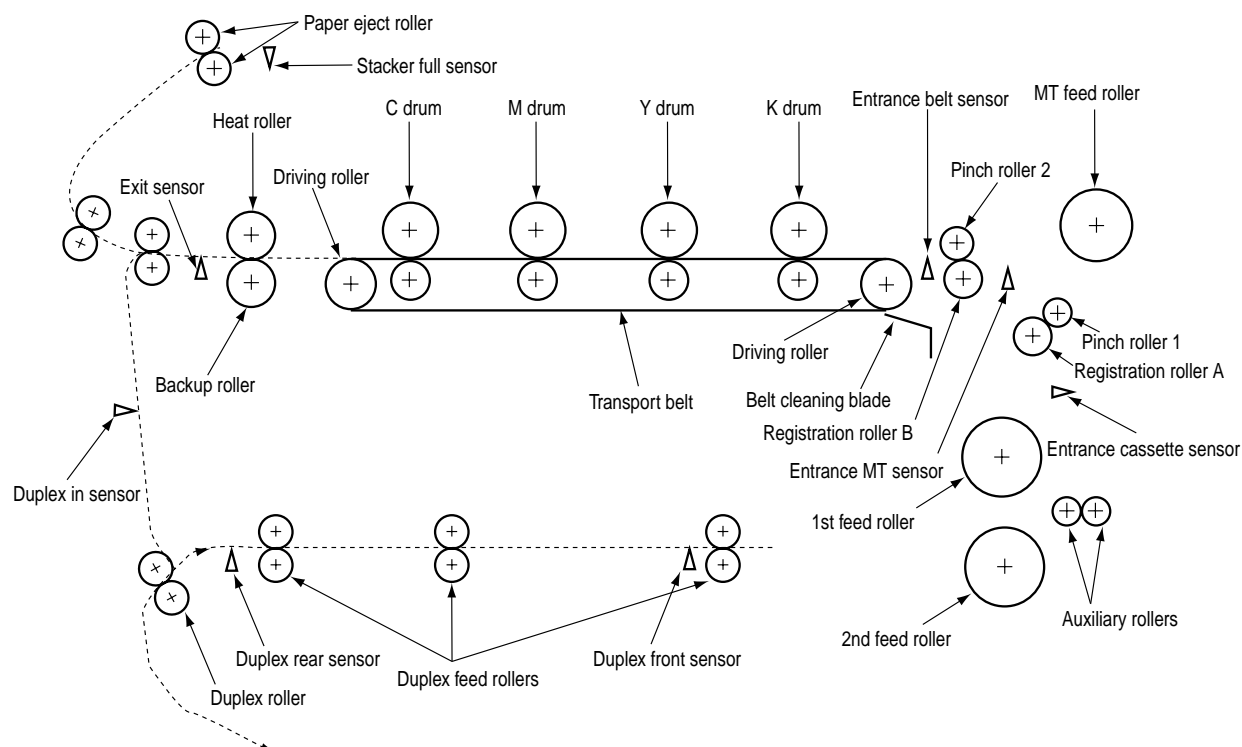 Paper eject roller
Stacker full sensor
C drum
M drum
Y drum
K drum
Entrance belt sensor
MT feed roller
Heat roller
Driving roller
Exit sensor
Pinch roller 2
Backup roller
Driving roller
Pinch roller 1
Registration roller A
Transport belt
Belt cleaning blade
Registration roller B
Entrance cassette sensor
Entrance MT sensor
Duplex in sensor
1st feed roller
Auxiliary rollers
2nd feed roller
Duplex rear sensor
Duplex feed rollers
Duplex front sensor
Duplex roller